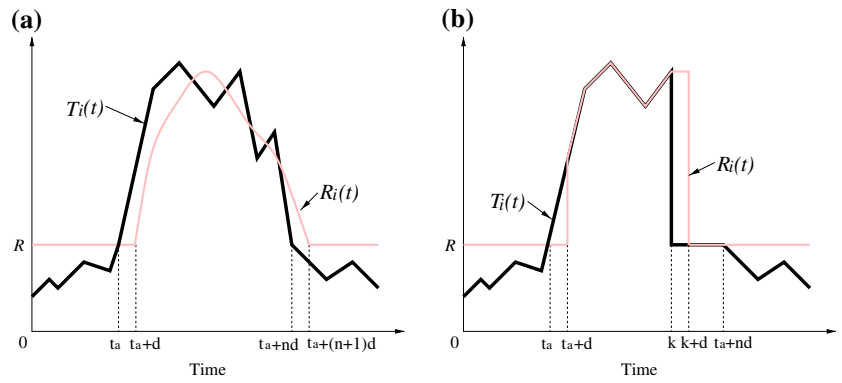 (a)
Ti(t)
Ri(t)
R
0
ta
ta+d
ta+nd
ta+(n+1)d
Time
(b)
Ti(t)
Ri(t)
R
0
ta
ta+d
k
k+d
ta+nd
Time